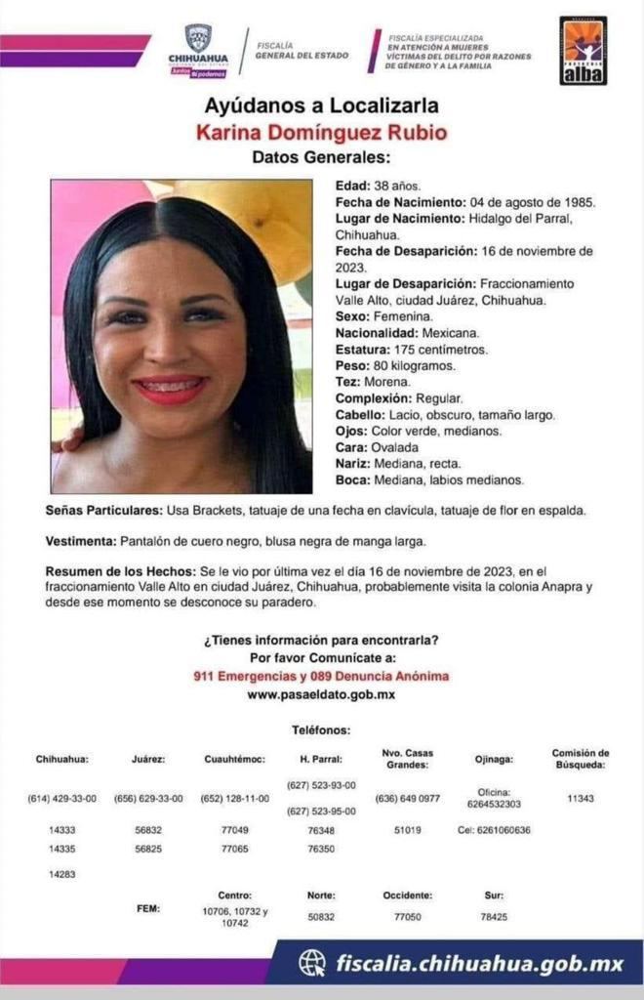 CHIHUAHUA
GOBIERNO DEL ESTADO
Juntos Sí podemos
FISCALÍA
GENERAL DEL ESTADO
FISCALÍA ESPECIALIZADA
EN ATENCIÓN A MUJERES
VÍCTIMAS DEL DELITO POR RAZONES
DE GÉNERO Y A LA FAMILIA
PROTOCOLO
alba
Ayúdanos a Localizarla
Karina Domínguez Rubio
Datos Generales:
Edad: 38 años.
Fecha de Nacimiento: 04 de agosto de 1985.
Lugar de Nacimiento: Hidalgo del Parral,
Chihuahua.
Fecha de Desaparición: 16 de noviembre de
2023.
Lugar de Desaparición: Fraccionamiento
Valle Alto, ciudad Juárez, Chihuahua.
Sexo: Femenina.
Nacionalidad: Mexicana.
Estatura: 175 centímetros.
Peso: 80 kilogramos.
Tez: Morena.
Complexión: Regular.
Cabello: Lacio, obscuro, tamaño largo.
Ojos: Color verde, medianos.
Cara: Ovalada
Nariz: Mediana, recta.
Boca: Mediana, labios medianos.
Señas Particulares: Usa Brackets, tatuaje de una fecha en clavícula, tatuaje de flor en espalda.
Vestimenta: Pantalón de cuero negro, blusa negra de manga larga.
Resumen de los Hechos: Se le vio por última vez el día 16 de noviembre de 2023, en el
fraccionamiento Valle Alto en ciudad Juárez, Chihuahua, probablemente visita la colonia Anapra y
desde ese momento se desconoce su paradero.
¿Tienes información para encontrarla?
Por favor Comunícate a:
911 Emergencias y 089 Denuncia Anónima
www.pasaeldato.gob.mx
Teléfonos:
Chihuahua: Juárez: Cuauhtémoc: H. Parral: Nvo. Casas Grandes: Ojinaga: Comisión de Búsqueda:
(614) 429-33-00 (656) 629-33-00 (652) 128-11-00 (627) 523-93-00 (627) 523-95-00 (636) 649 0977 Oficina: 6264532303 11343
14333 56832 77049 76348 51019 Cel: 6261060636
14335 56825 77065 76350
14283
FEM: Centro: 10706, 10732 y 10742 Norte: 50832 Occidente: 77050 Sur: 78425
fiscalia.chihuahua.gob.mx